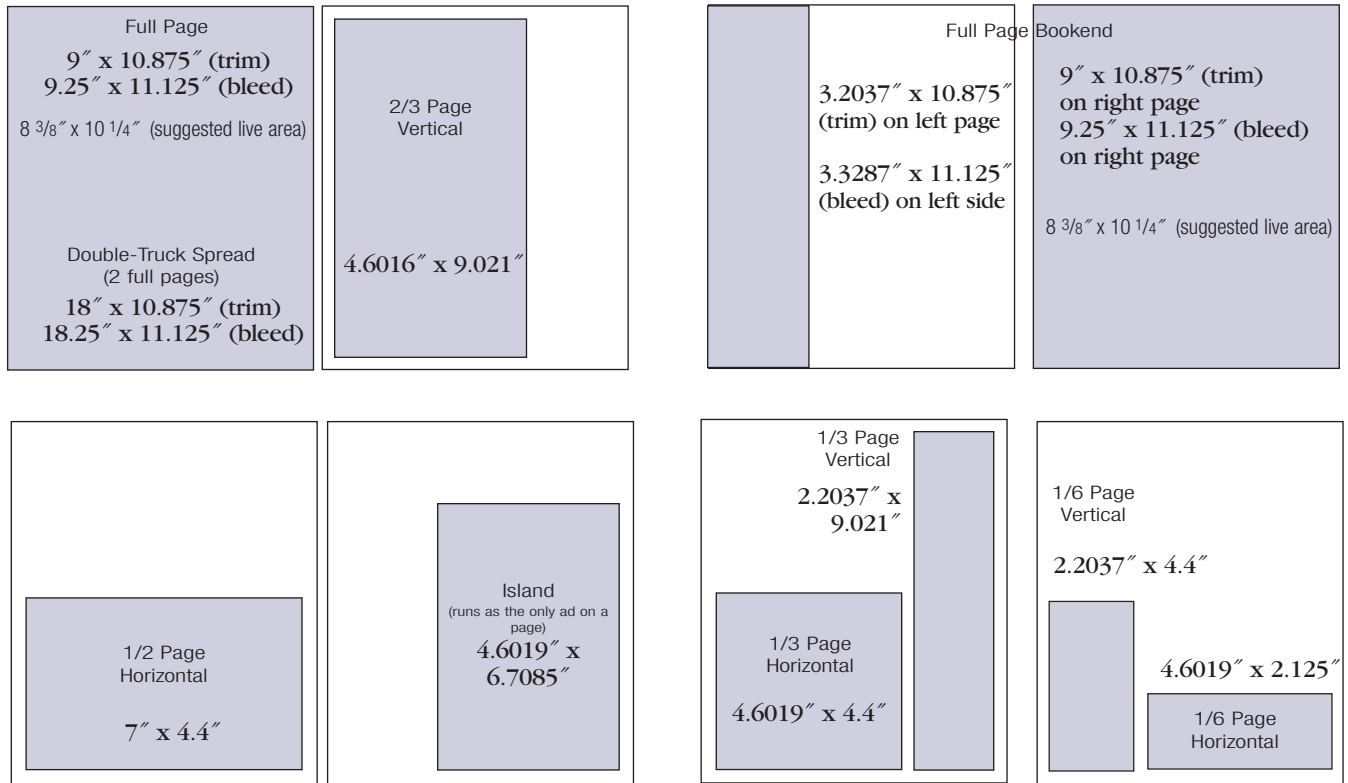 Full Page
9″ x 10.875″ (trim)
9.25″ x 11.125″ (bleed)
8 3/8″ x 10 1/4″ (suggested live area)
Double-Truck Spread
(2 full pages)
18″ x 10.875″ (trim)
18.25″ x 11.125″ (bleed)
2/3 Page
Vertical
4.6016″ x 9.021″
Full Page Bookend
3.2037″ x 10.875″
(trim) on left page
3.3287″ x 11.125″
(bleed) on left side
9″ x 10.875″ (trim)
on right page
9.25″ x 11.125″ (bleed)
on right page
8 3/8″ x 10 1/4″ (suggested live area)
1/2 Page
Horizontal
7″ x 4.4″
Island
(runs as the only ad on a
page)
4.6019″ x
6.7085″
1/3 Page
Vertical
2.2037″ x
9.021″
1/3 Page
Horizontal
4.6019″ x 4.4″
1/6 Page
Vertical
2.2037″ x 4.4″
4.6019″ x 2.125″
1/6 Page
Horizontal